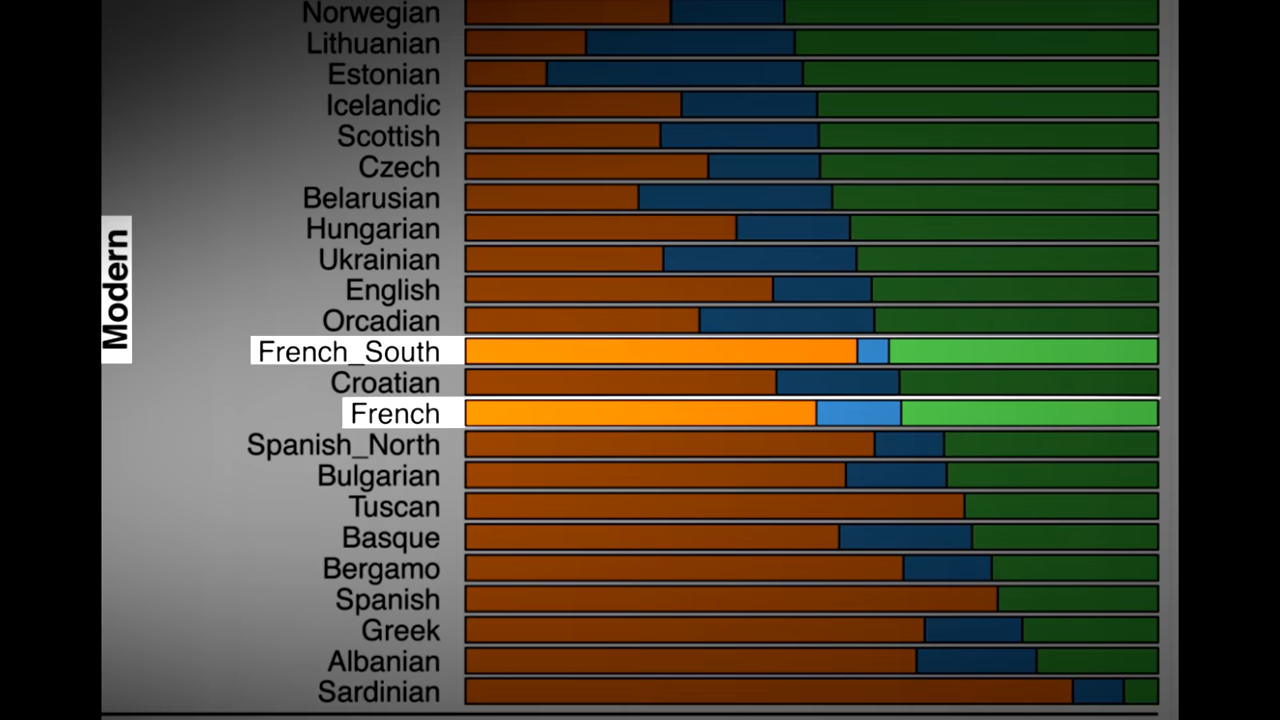 Norwegian
Lithuanian
Estonian
Icelandic
Scottish
Czech
Belarusian
Hungarian
Ukrainian
English
Orcadian
French_South
Croatian
French
Spanish_North
Bulgarian
Tuscan
Basque
Bergamo
Spanish
Greek
Albanian
Sardinian
Modern